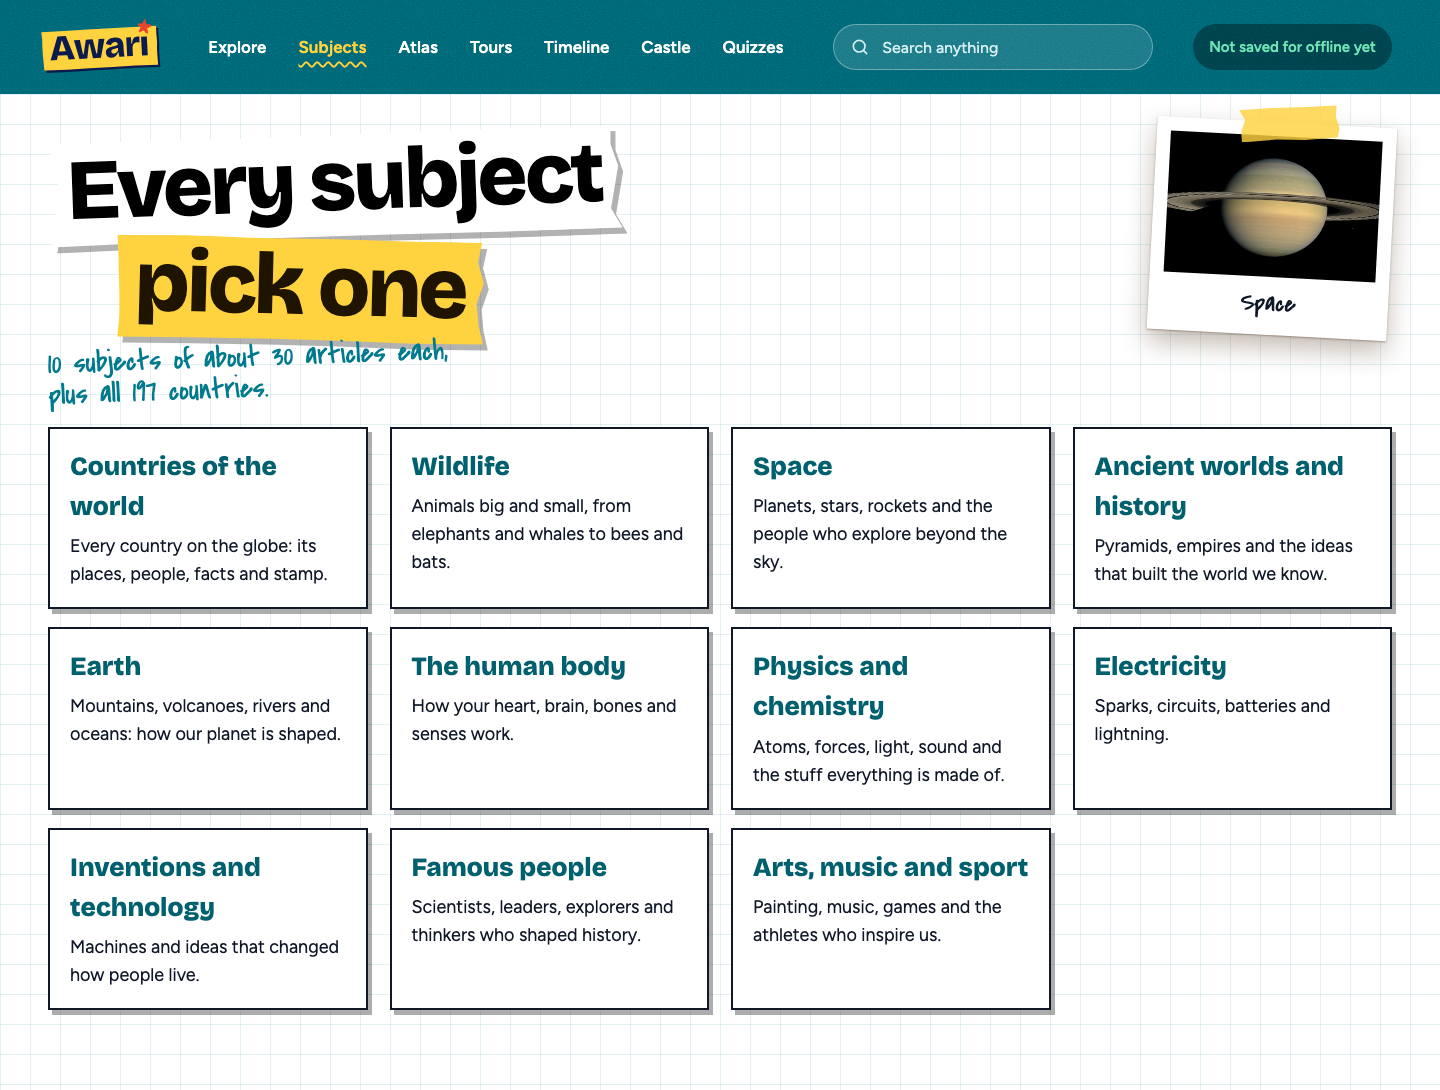 Awari
Explore
Subjects
Atlas
Tours
Timeline
Castle
Quizzes
Search anything
Not saved for offline yet
Every subject
pick one
10 subjects of about 30 articles each,
plus all 197 countries.
Space
Countries of the
world
Every country on the globe: its
places, people, facts and stamp.
Wildlife
Animals big and small, from
elephants and whales to bees and
bats.
Space
Planets, stars, rockets and the
people who explore beyond the
sky.
Ancient worlds and
history
Pyramids, empires and the ideas
that built the world we know.
Earth
Mountains, volcanoes, rivers and
oceans: how our planet is shaped.
The human body
How your heart, brain, bones and
senses work.
Physics and
chemistry
Atoms, forces, light, sound and
the stuff everything is made of.
Electricity
Sparks, circuits, batteries and
lightning.
Inventions and
technology
Machines and ideas that changed
how people live.
Famous people
Scientists, leaders, explorers and
thinkers who shaped history.
Arts, music and sport
Painting, music, games and the
athletes who inspire us.